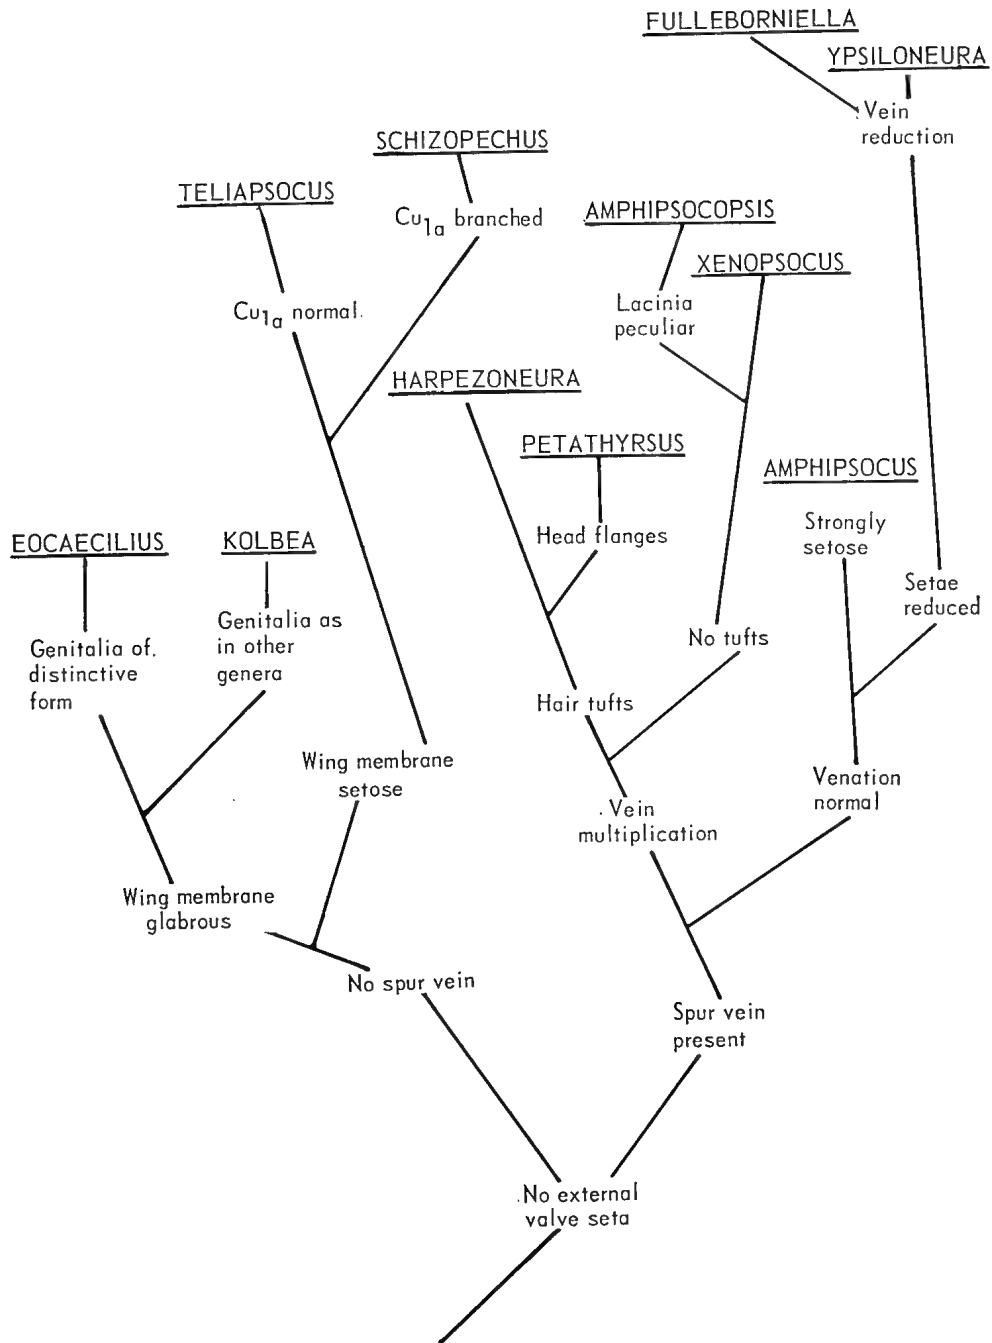 FULLEBORNIELLA
YPSILONEURA
Vein
reduction
SCHIZOPECHUS
TELIAPSOCUS
Cu1a branched
AMPHIPSOCOPSIS
XENOPSOCUS
Cu1a normal.
Lacinia
peculiar
HARPEZONEURA
PETATHYRSUS
AMPHIPSOCUS
Head flanges
Strongly
setose
EOCAECILIUS
KOLBEA
Setae
reduced
Genitalia of
distinctive
form
Genitalia as
in other
genera
No tufts
Hair tufts
Wing membrane
setose
Venation
normal
Vein
multiplication
Wing membrane
glabrous
No spur vein
Spur vein
present
No external
valve seta